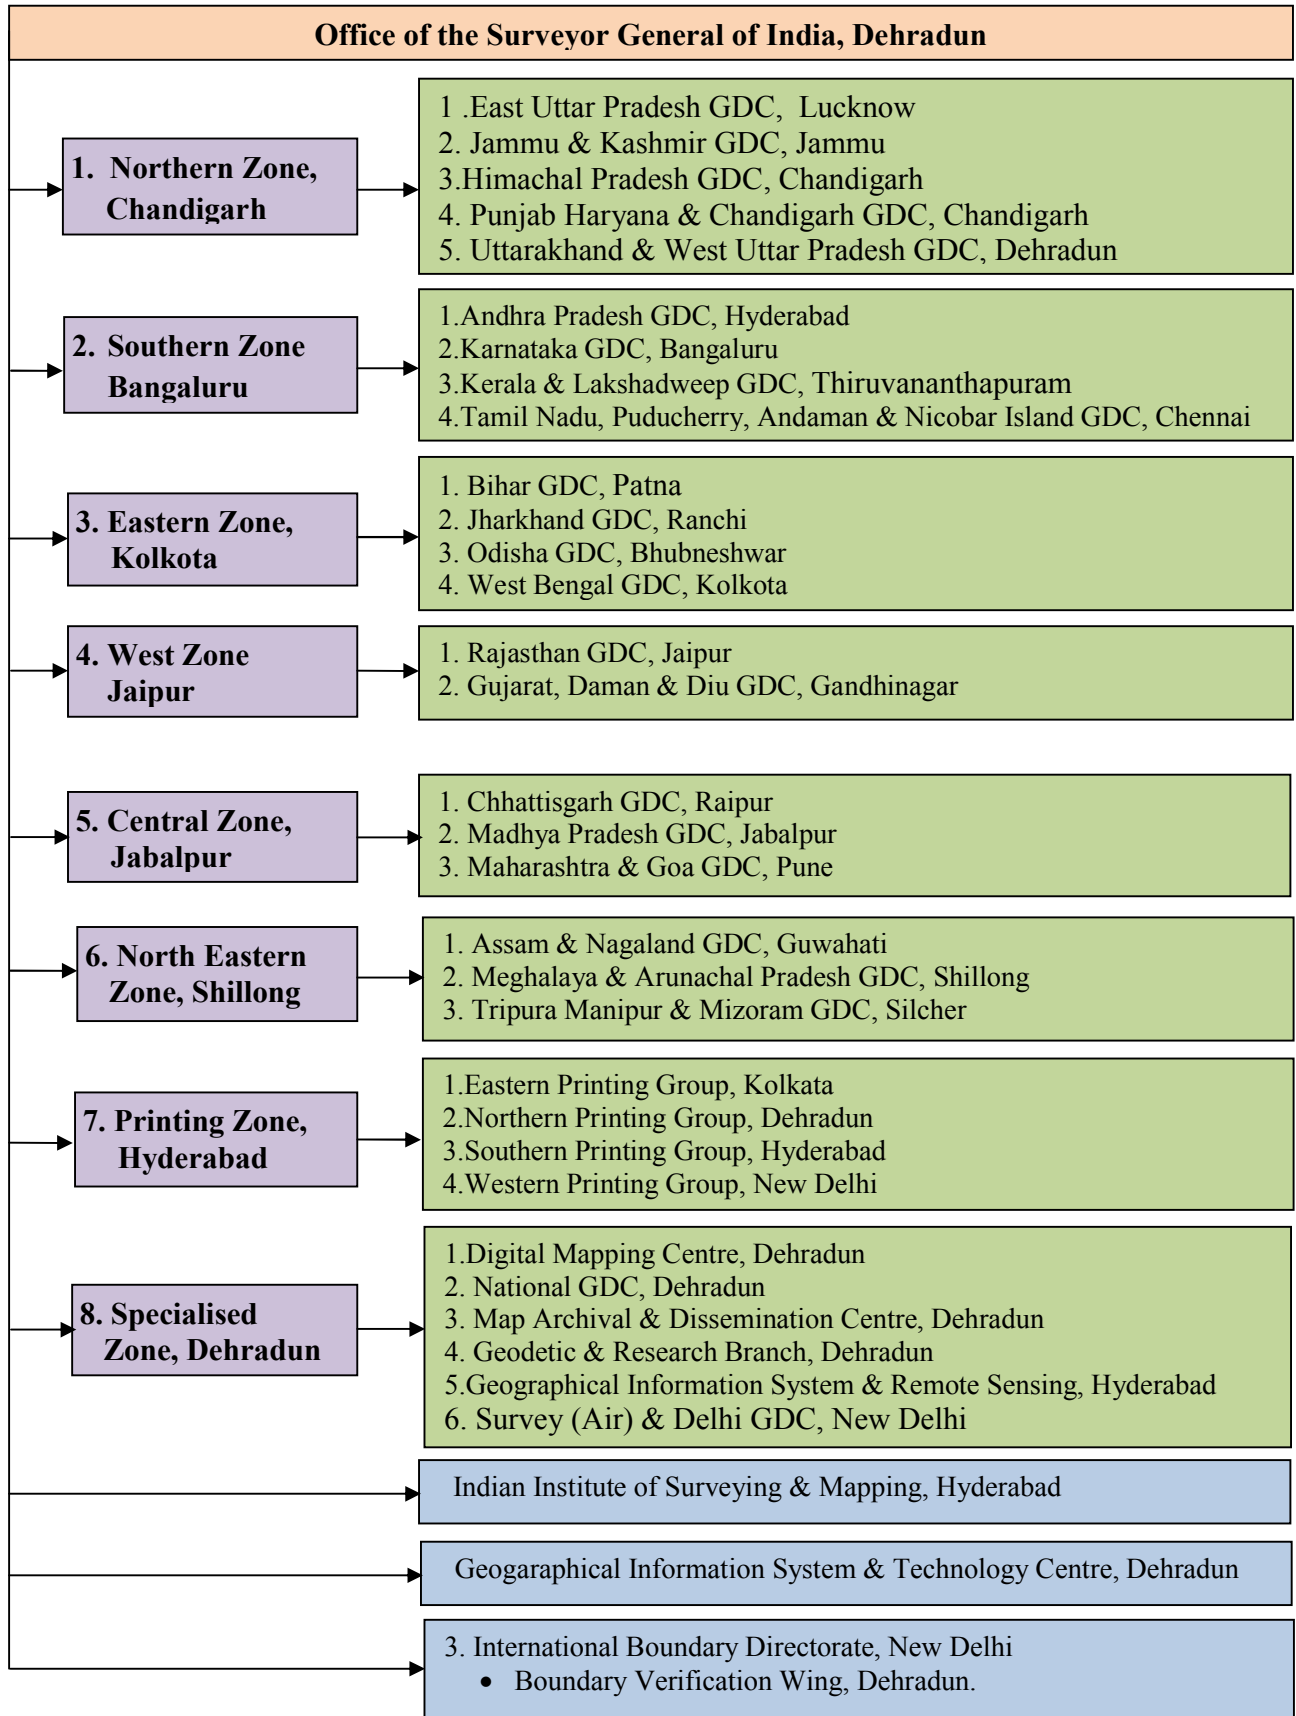 Office of the Surveyor General of India, Dehradun
1. Northern Zone,
Chandigarh
1 .East Uttar Pradesh GDC, Lucknow
2. Jammu & Kashmir GDC, Jammu
3.Himachal Pradesh GDC, Chandigarh
4. Punjab Haryana & Chandigarh GDC, Chandigarh
5. Uttarakhand & West Uttar Pradesh GDC, Dehradun
2. Southern Zone
Bangaluru
1.Andhra Pradesh GDC, Hyderabad
2.Karnataka GDC, Bangaluru
3.Kerala & Lakshadweep GDC, Thiruvananthapuram
4.Tamil Nadu, Puducherry, Andaman & Nicobar Island GDC, Chennai
3. Eastern Zone,
Kolkota
1. Bihar GDC, Patna
2. Jharkhand GDC, Ranchi
3. Odisha GDC, Bhubneshwar
4. West Bengal GDC, Kolkota
4. West Zone
Jaipur
1. Rajasthan GDC, Jaipur
2. Gujarat, Daman & Diu GDC, Gandhinagar
5. Central Zone,
Jabalpur
1. Chhattisgarh GDC, Raipur
2. Madhya Pradesh GDC, Jabalpur
3. Maharashtra & Goa GDC, Pune
6. North Eastern
Zone, Shillong
1. Assam & Nagaland GDC, Guwahati
2. Meghalaya & Arunachal Pradesh GDC, Shillong
3. Tripura Manipur & Mizoram GDC, Silcher
7. Printing Zone,
Hyderabad
1.Eastern Printing Group, Kolkata
2.Northern Printing Group, Dehradun
3.Southern Printing Group, Hyderabad
4.Western Printing Group, New Delhi
8. Specialised
Zone, Dehradun
1.Digital Mapping Centre, Dehradun
2. National GDC, Dehradun
3. Map Archival & Dissemination Centre, Dehradun
4. Geodetic & Research Branch, Dehradun
5.Geographical Information System & Remote Sensing, Hyderabad
6. Survey (Air) & Delhi GDC, New Delhi
Indian Institute of Surveying & Mapping, Hyderabad
Geogaraphical Information System & Technology Centre, Dehradun
3. International Boundary Directorate, New Delhi
• Boundary Verification Wing, Dehradun.